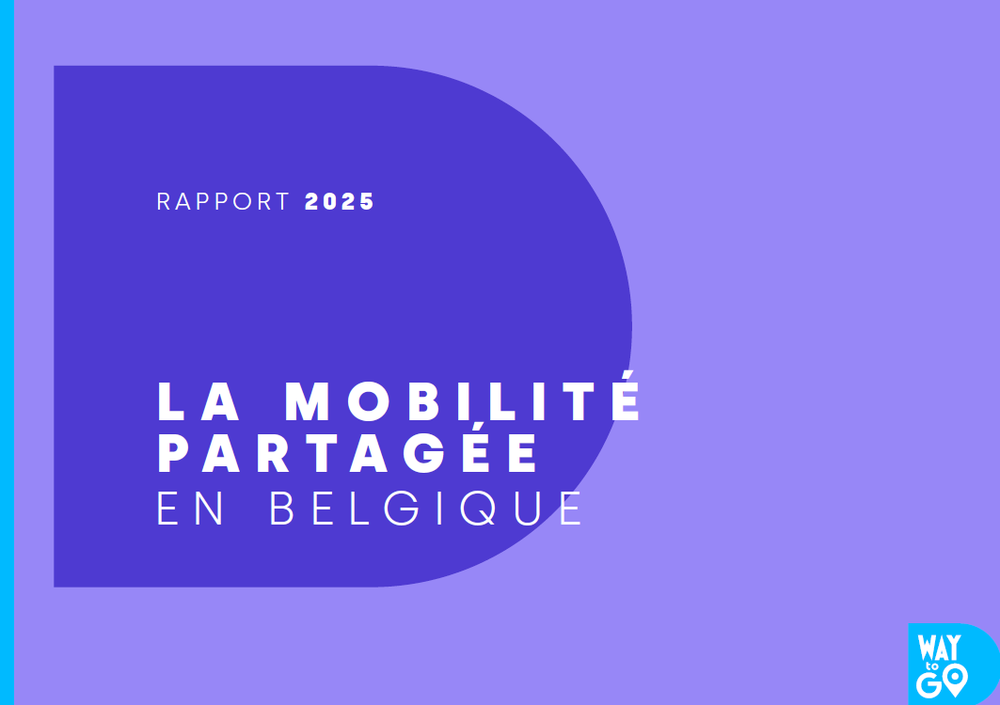 RAPPORT 2025
LA MOBILITÉ
PARTAGÉE
EN BELGIQUE
WAY
to
GO